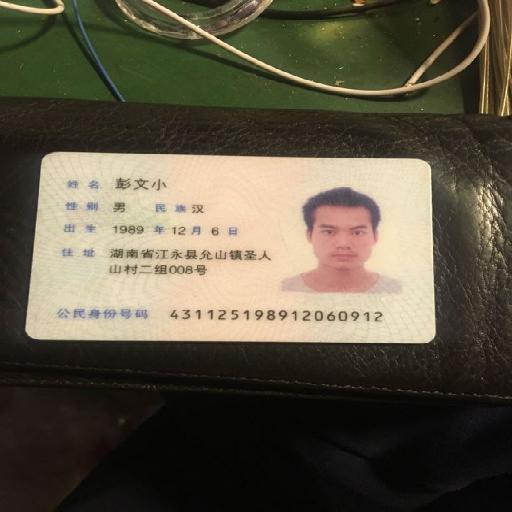 姓名 彭文小
性别 男 民族 汉
出生 1989 年 12 月 6 日
住址 湖南省江永县允山镇圣人
山村二组008号
公民身份号码 431125198912060912